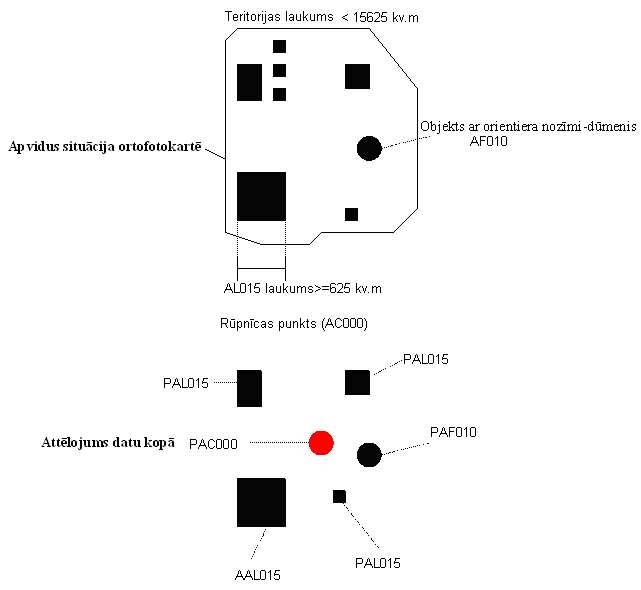 Teritorijas laukums < 15625 kv.m
Objekts ar orientiera nozīmi-dūmenis
AF010
Apvidus situācija ortofotokartē
AL015 laukums>=625 kv.m
Rūpnīcas punkts (AC000)
PAL015
PAL015
PAF010
Attēlojums datu kopā
PAC000
PAL015
AAL015